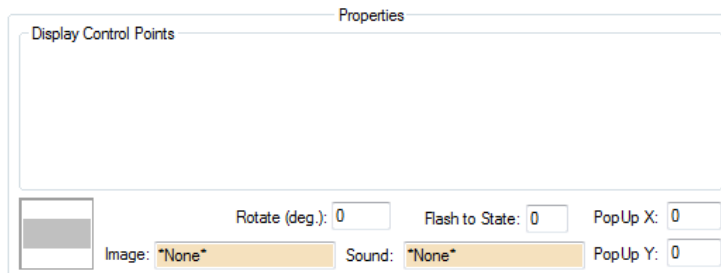 Properties
Display Control Points
Rotate (deg.): 0 Flash to State: 0 PopUp X: 0
Image: *None* Sound: *None* PopUp Y: 0